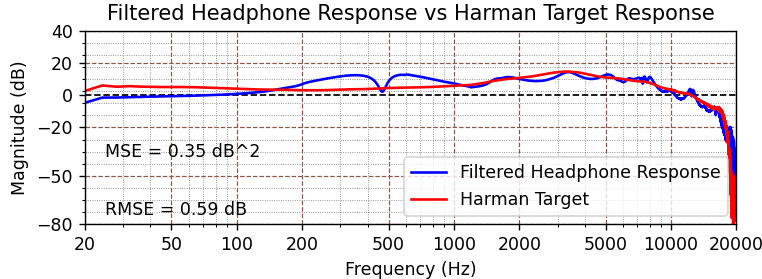 Filtered Headphone Response vs Harman Target Response
Magnitude (dB)
40
20
0
−20
−50
−80
MSE = 0.35 dB^2
RMSE = 0.59 dB
Filtered Headphone Response
Harman Target
20 50 100 200 500 1000 2000 5000 10000 20000
Frequency (Hz)